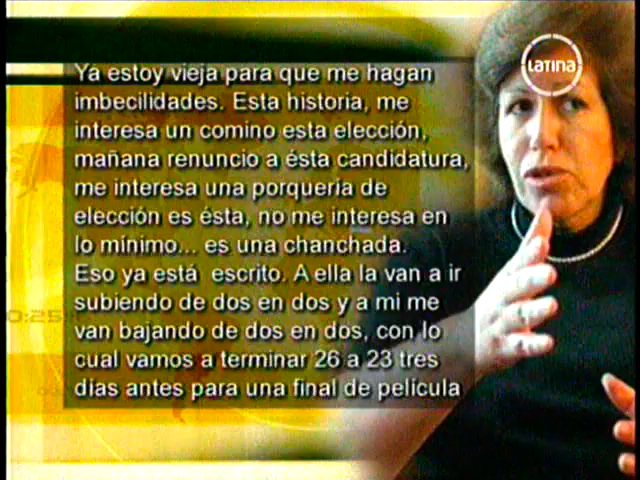 LATINA
Ya estoy vieja para que me hagan
imbecilidades. Esta historia, me
interesa un comino esta elección,
mañana renuncio a ésta candidatura,
me interesa una porquería de
elección es ésta, no me interesa en
lo mínimo... es una chanchada.
Eso ya está escrito. A ella la van a ir
subiendo de dos en dos y a mi me
van bajando de dos en dos, con lo
cual vamos a terminar 26 a 23 tres
días antes para una final de película
0:25